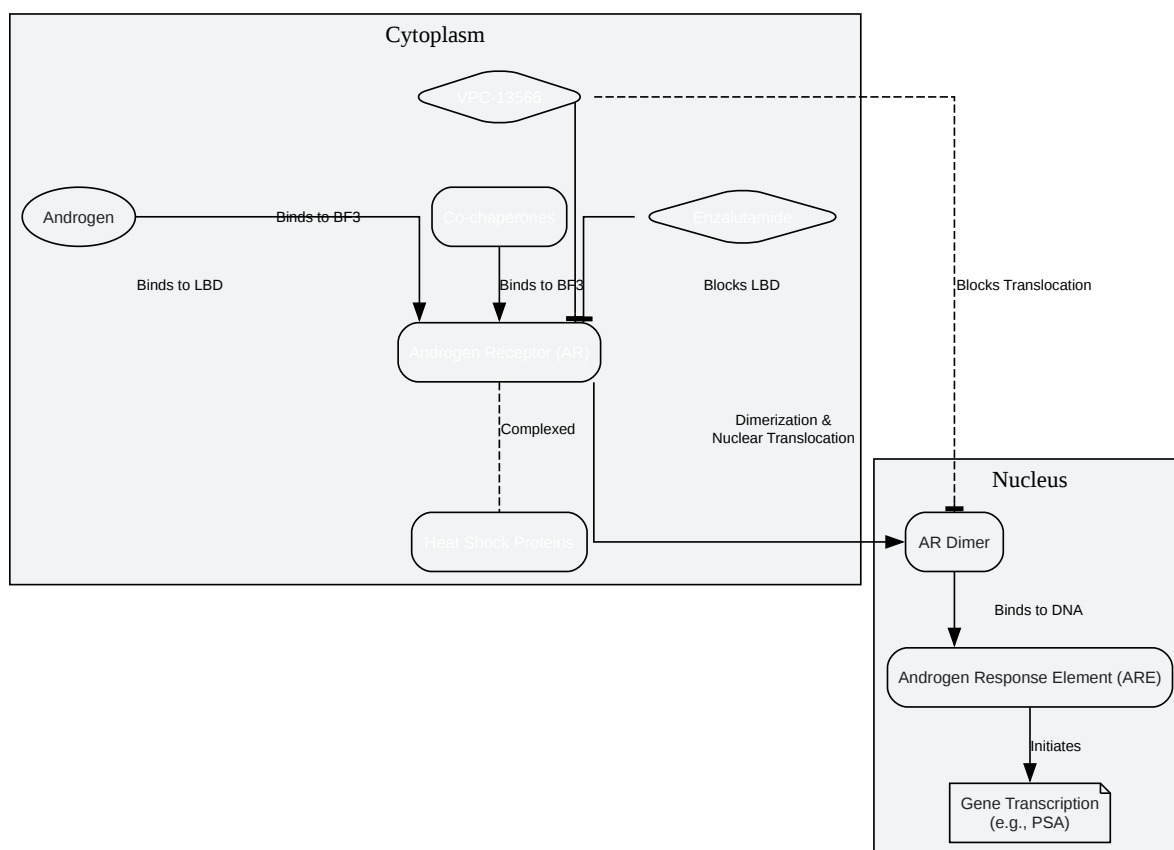 Cytoplasm
VPC-13566
Androgen
Binds to BF3
Co-chaperones
Enzalutamide
Binds to LBD
Binds to BF3
Blocks LBD
Blocks Translocation
Androgen Receptor (AR)
Complexed
Dimerization &
Nuclear Translocation
Nucleus
Heat Shock Proteins
AR Dimer
Binds to DNA
Androgen Response Element (ARE)
Initiates
Gene Transcription
(e.g., PSA)